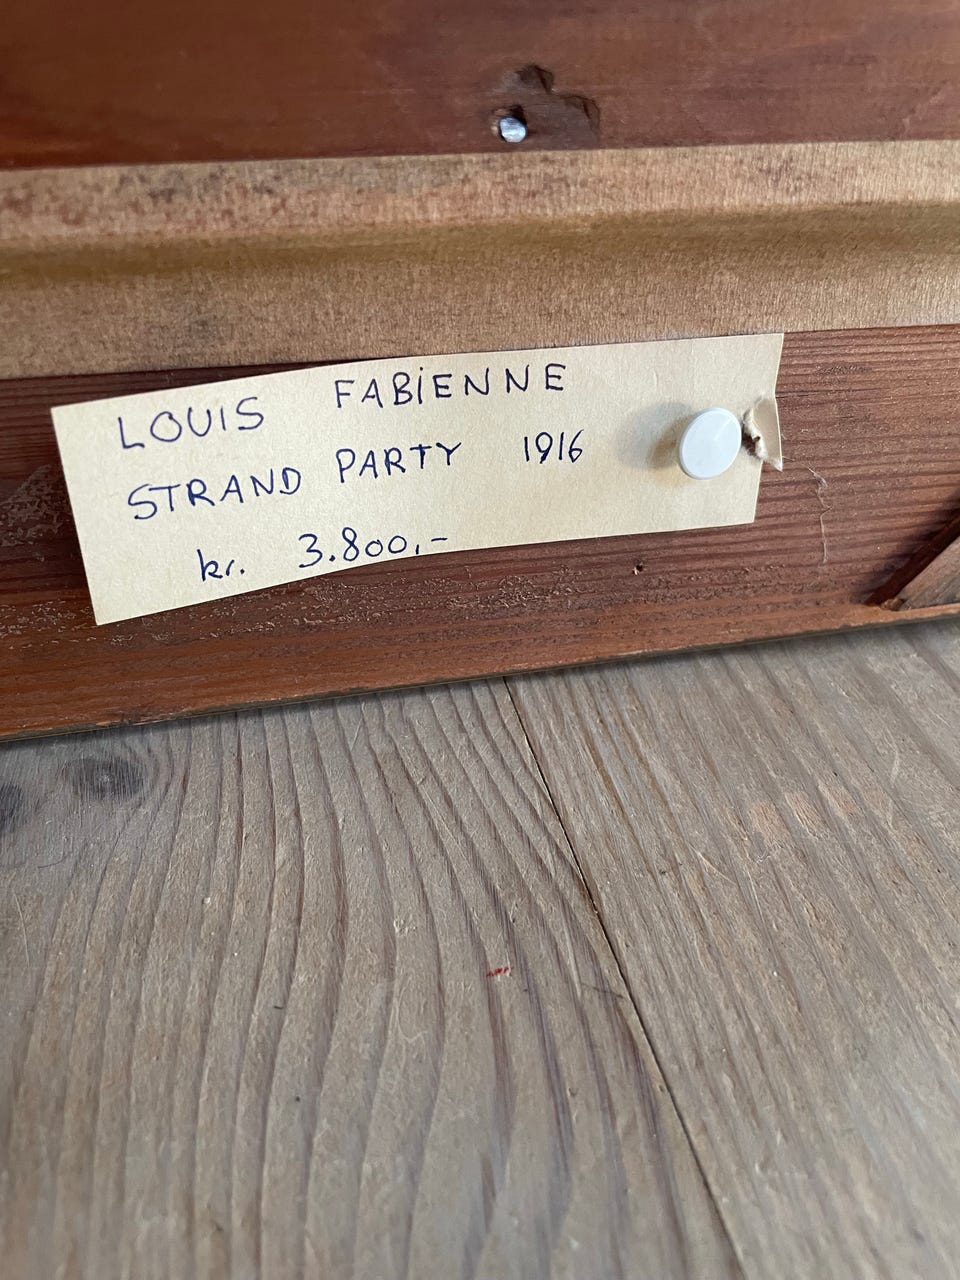 LOUIS FABIENNE
STRAND PARTY 1916
kr. 3.800,-